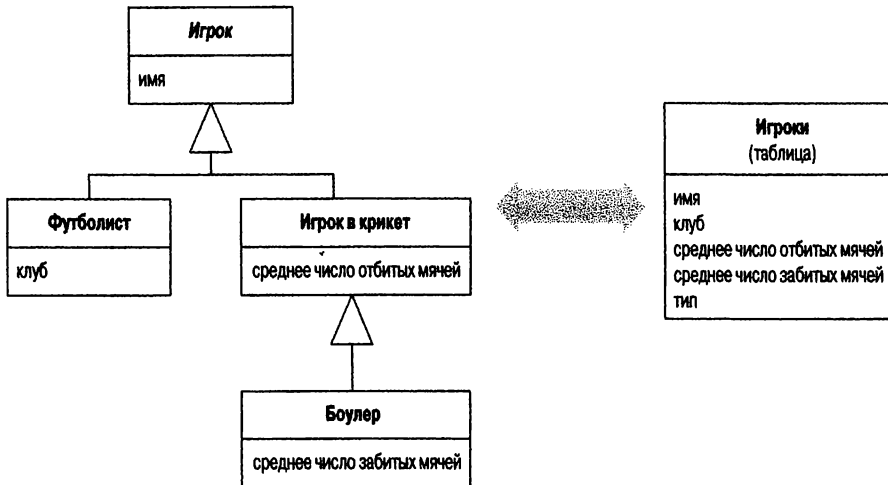 Игрок
имя
Футболист
клуб
Игрок в крикет
среднее число отбитых мячей
Боулер
среднее число забитых мячей
Игроки
(таблица)
имя
клуб
среднее число отбитых мячей
среднее число забитых мячей
тип